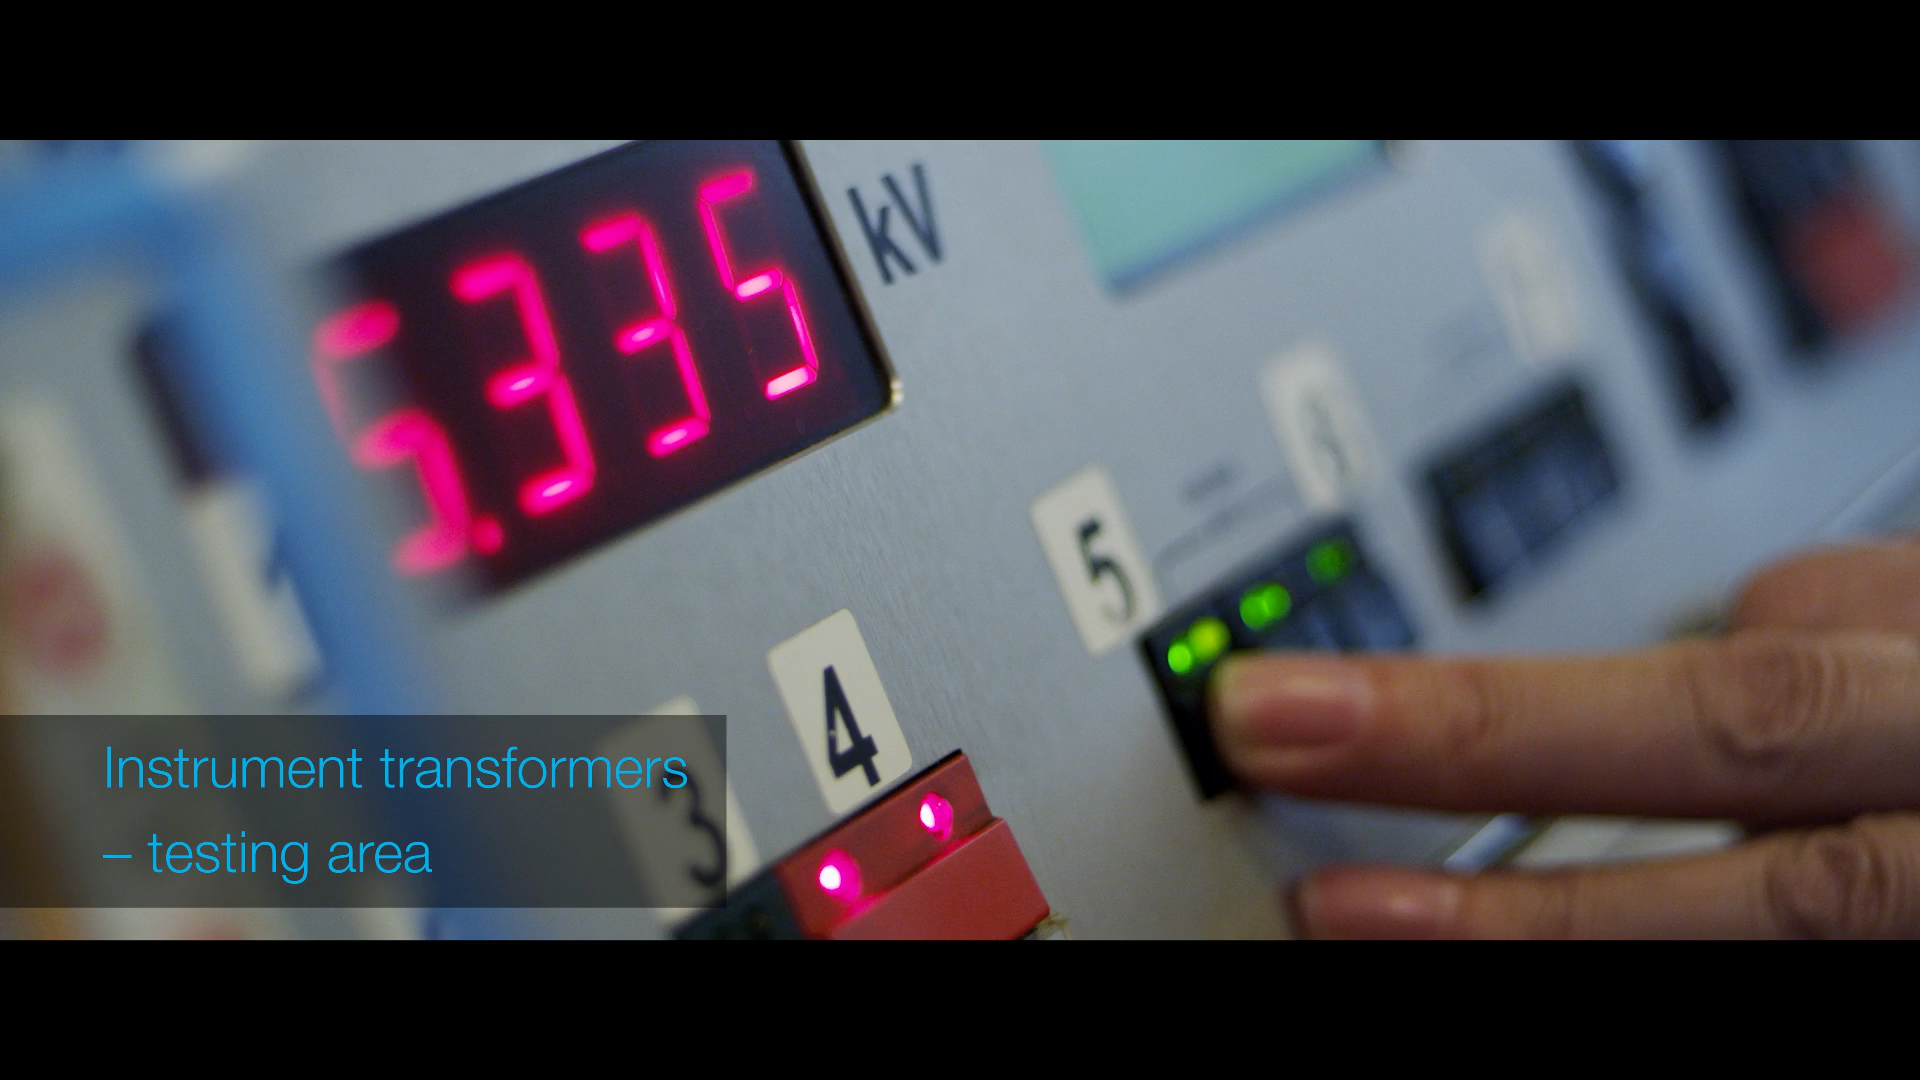 5.335 kV
5
4
3
Instrument transformers
– testing area